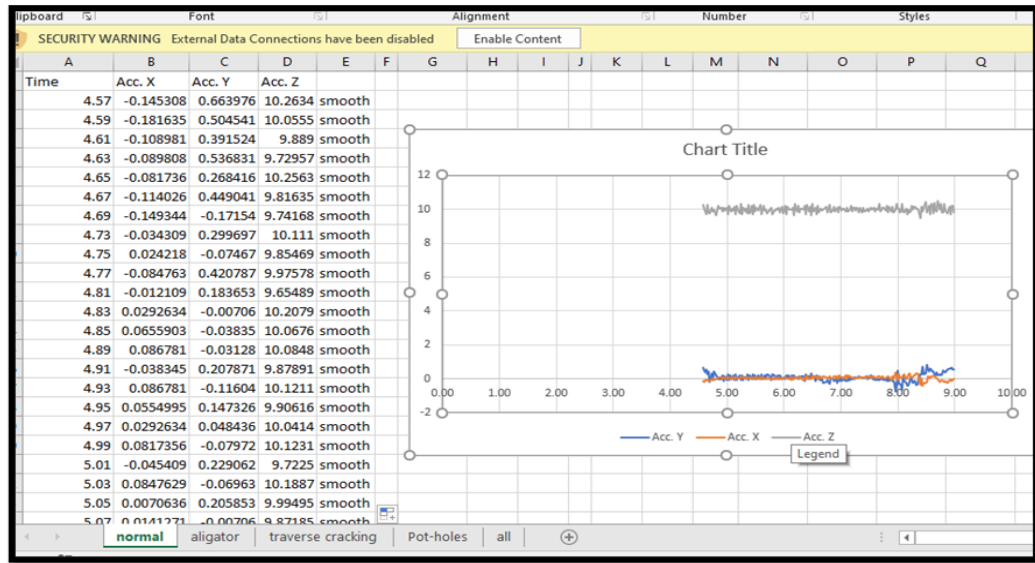 lipboard Font Alignment Number Styles
SECURITY WARNING External Data Connections have been disabled Enable Content
A B C D E F G H I J K L M N O P Q
Time Acc. X Acc. Y Acc. Z
4.57 -0.145308 0.663976 10.2634 smooth
4.59 -0.181635 0.504541 10.0555 smooth
4.61 -0.108981 0.391524 9.889 smooth
4.63 -0.089808 0.536831 9.72957 smooth
4.65 -0.081736 0.268416 10.2563 smooth
4.67 -0.114026 0.449041 9.81635 smooth
4.69 -0.149344 -0.17154 9.74168 smooth
4.73 -0.034309 0.299697 10.111 smooth
4.75 0.024218 -0.07467 9.85469 smooth
4.77 -0.084763 0.420787 9.97578 smooth
4.81 -0.012109 0.183653 9.65489 smooth
4.83 0.0292634 -0.00706 10.2079 smooth
4.85 0.0655903 -0.03835 10.0676 smooth
4.89 0.086781 -0.03128 10.0848 smooth
4.91 -0.038345 0.207871 9.87891 smooth
4.93 0.086781 -0.11604 10.1211 smooth
4.95 0.0554995 0.147326 9.90616 smooth
4.97 0.0292634 0.048436 10.0414 smooth
4.99 0.0817356 -0.07972 10.1231 smooth
5.01 -0.045409 0.229062 9.7225 smooth
5.03 0.0847629 -0.06963 10.1887 smooth
5.05 0.0070636 0.205853 9.99495 smooth
5.07 0.0141271 -0.00706 9.87185 smooth
Chart Title
12
10
8
6
4
2
0
-2
0.00 1.00 2.00 3.00 4.00 5.00 6.00 7.00 8.00 9.00 10.00
Acc. Y Acc. X Acc. Z
Legend
normal aligator traverse cracking Pot-holes all